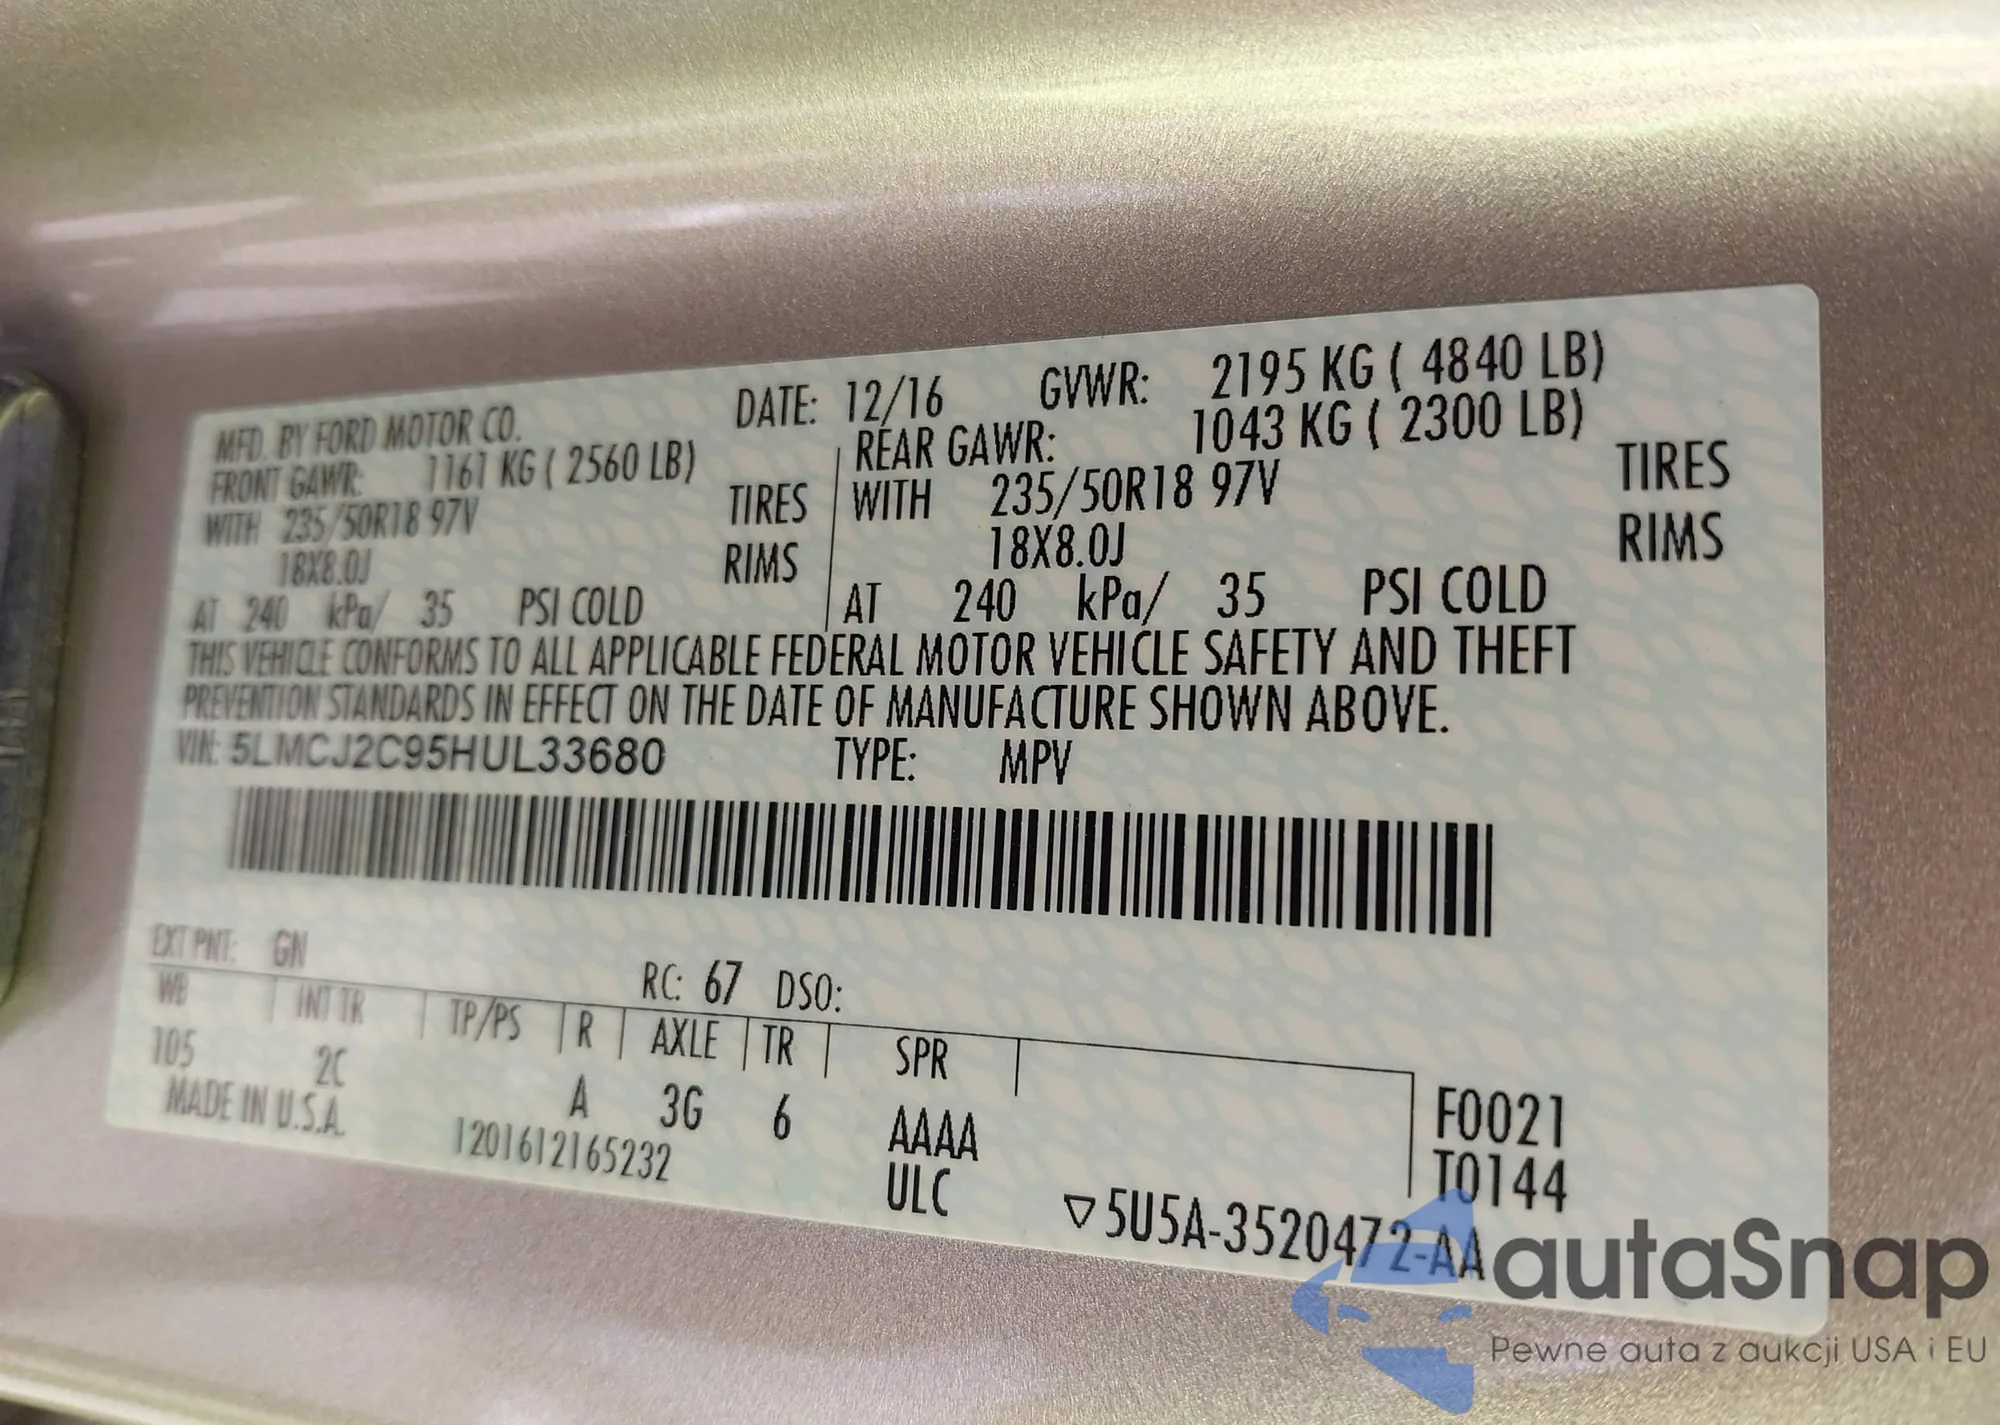 MFD. BY FORD MOTOR CO. DATE: 12/16 GVWR: 2195 KG ( 4840 LB)
FRONT GAWR: 1161 KG ( 2560 LB) REAR GAWR: 1043 KG ( 2300 LB)
WITH 235/50R18 97V TIRES WITH 235/50R18 97V TIRES
18X8.0J RIMS 18X8.0J RIMS
AT 240 kPa/ 35 PSI COLD AT 240 kPa/ 35 PSI COLD
THIS VEHICLE CONFORMS TO ALL APPLICABLE FEDERAL MOTOR VEHICLE SAFETY AND THEFT
PREVENTION STANDARDS IN EFFECT ON THE DATE OF MANUFACTURE SHOWN ABOVE.
VIN: 5LMCJ2C95HUL33680 TYPE: MPV
EXT PNT: GN RC: 67 DSO:
WB INT TR TP/PS R AXLE TR SPR
105 2C A 3G 6 AAAA F0021
MADE IN U.S.A. 1201612165232 ULC T0144
▽5U5A-3520472-AA
autaSnap
Pewne auta z aukcji USA i EU